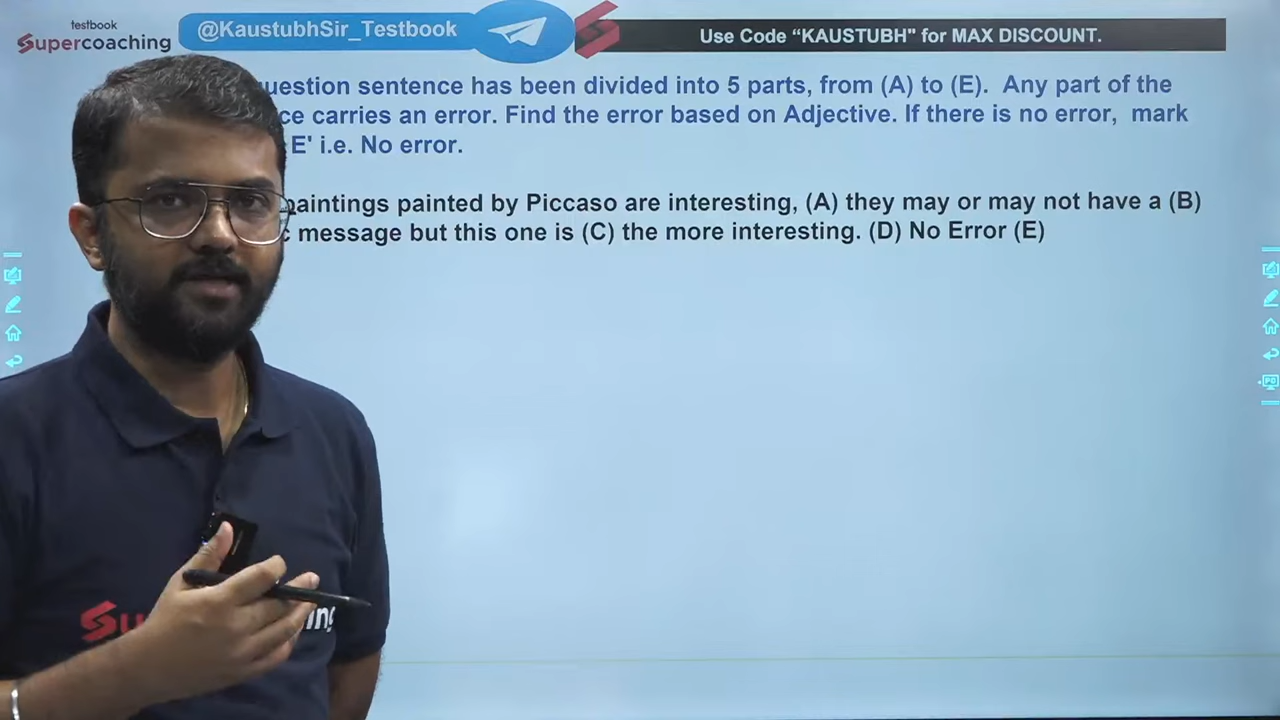 testbook
Supercoaching
@KaustubhSir_Testbook
Use Code “KAUSTUBH" for MAX DISCOUNT.
sentence has been divided into 5 parts, from (A) to (E). Any part of the
carries an error. Find the error based on Adjective. If there is no error, mark
E' i.e. No error.
paintings painted by Piccaso are interesting, (A) they may or may not have a (B)
message but this one is (C) the more interesting. (D) No Error (E)